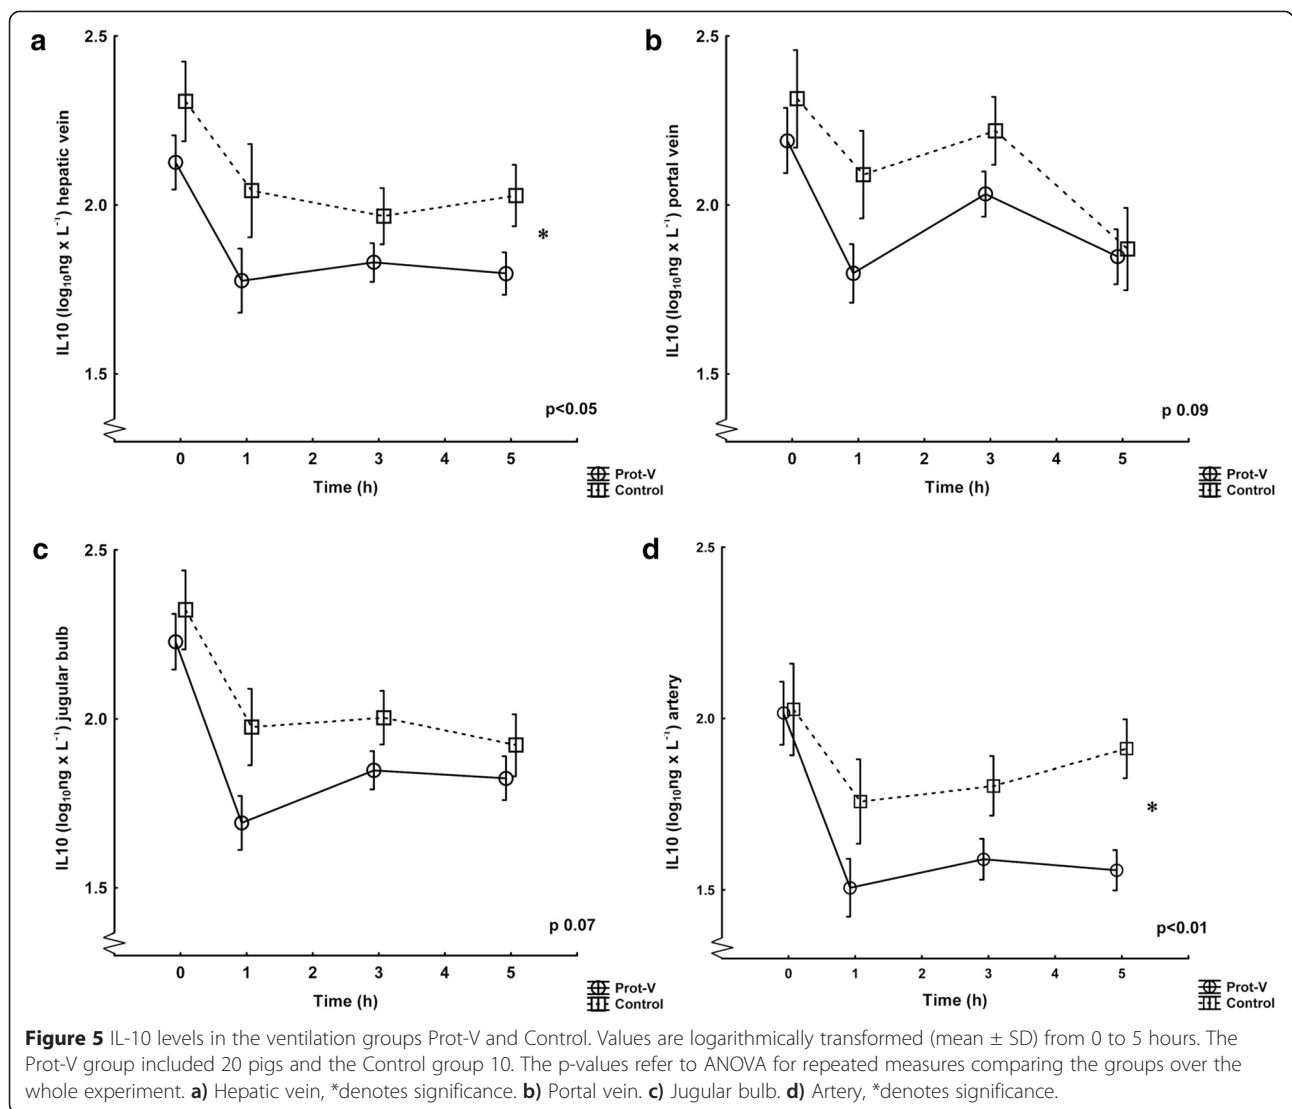 a
2.5
2.0
1.5
IL10 (log₁₀ng x L⁻¹) hepatic vein
*
p<0.05
0 1 2 3 4 5
Time (h)
Prot-V
Control
b
2.5
2.0
1.5
IL10 (log₁₀ng x L⁻¹) portal vein
p 0.09
0 1 2 3 4 5
Time (h)
Prot-V
Control
c
2.5
2.0
1.5
IL10 (log₁₀ng x L⁻¹) jugular bulb
p 0.07
0 1 2 3 4 5
Time (h)
Prot-V
Control
d
2.5
2.0
1.5
IL10 (log₁₀ng x L⁻¹) artery
*
p<0.01
0 1 2 3 4 5
Time (h)
Prot-V
Control
Figure 5 IL-10 levels in the ventilation groups Prot-V and Control. Values are logarithmically transformed (mean ± SD) from 0 to 5 hours. The
Prot-V group included 20 pigs and the Control group 10. The p-values refer to ANOVA for repeated measures comparing the groups over the
whole experiment. a) Hepatic vein, *denotes significance. b) Portal vein. c) Jugular bulb. d) Artery, *denotes significance.